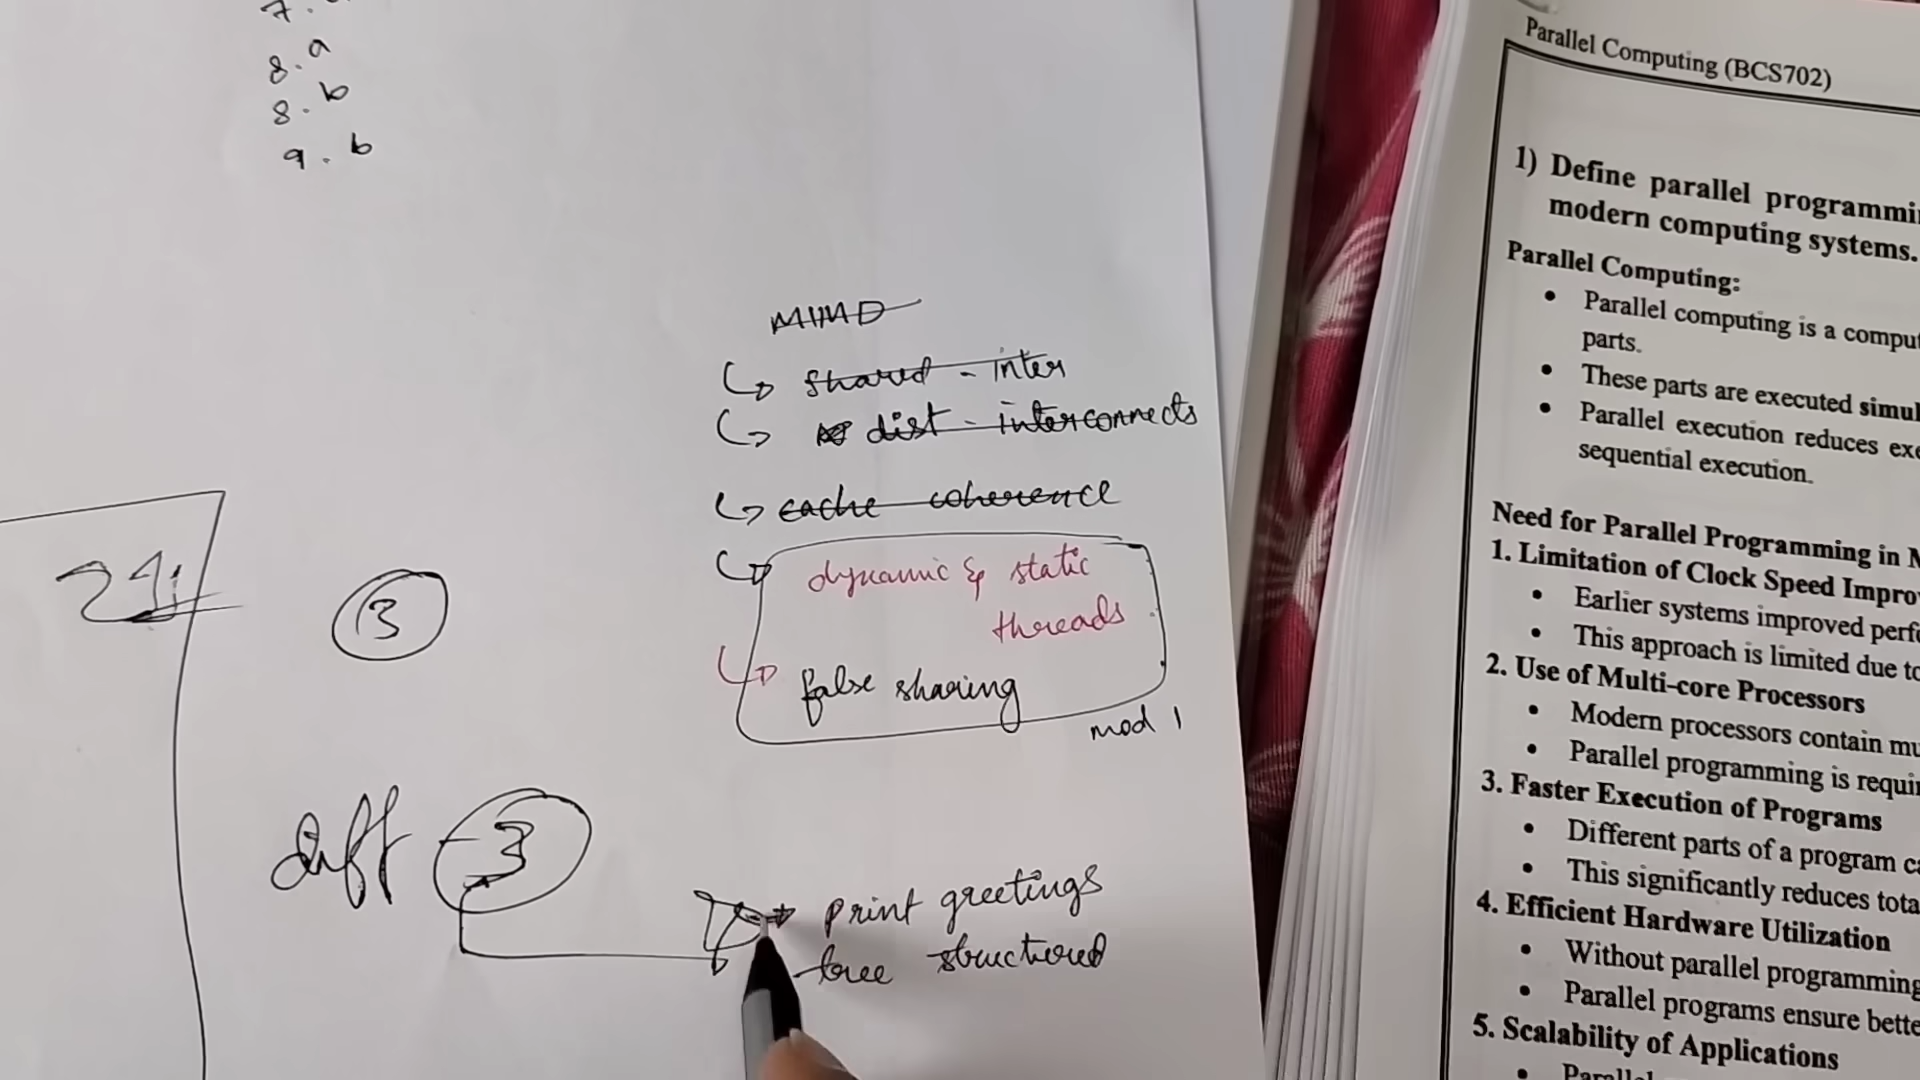 7.
8.a
8.b
9.b
MIMD
shared - inter
dist - interconnects
cache coherence
dynamic & static
threads
false sharing
mod 1
3
diff 3
print greetings
tree structured
Parallel Computing (BCS702)
1) Define parallel programmi
modern computing systems.
Parallel Computing:
• Parallel computing is a comput
parts.
• These parts are executed simul
• Parallel execution reduces exe
sequential execution.
Need for Parallel Programming in M
1. Limitation of Clock Speed Impro
• Earlier systems improved perfo
• This approach is limited due to
2. Use of Multi-core Processors
• Modern processors contain mu
• Parallel programming is requir
3. Faster Execution of Programs
• Different parts of a program ca
• This significantly reduces tota
4. Efficient Hardware Utilization
• Without parallel programming
• Parallel programs ensure bette
5. Scalability of Applications
• Parallel